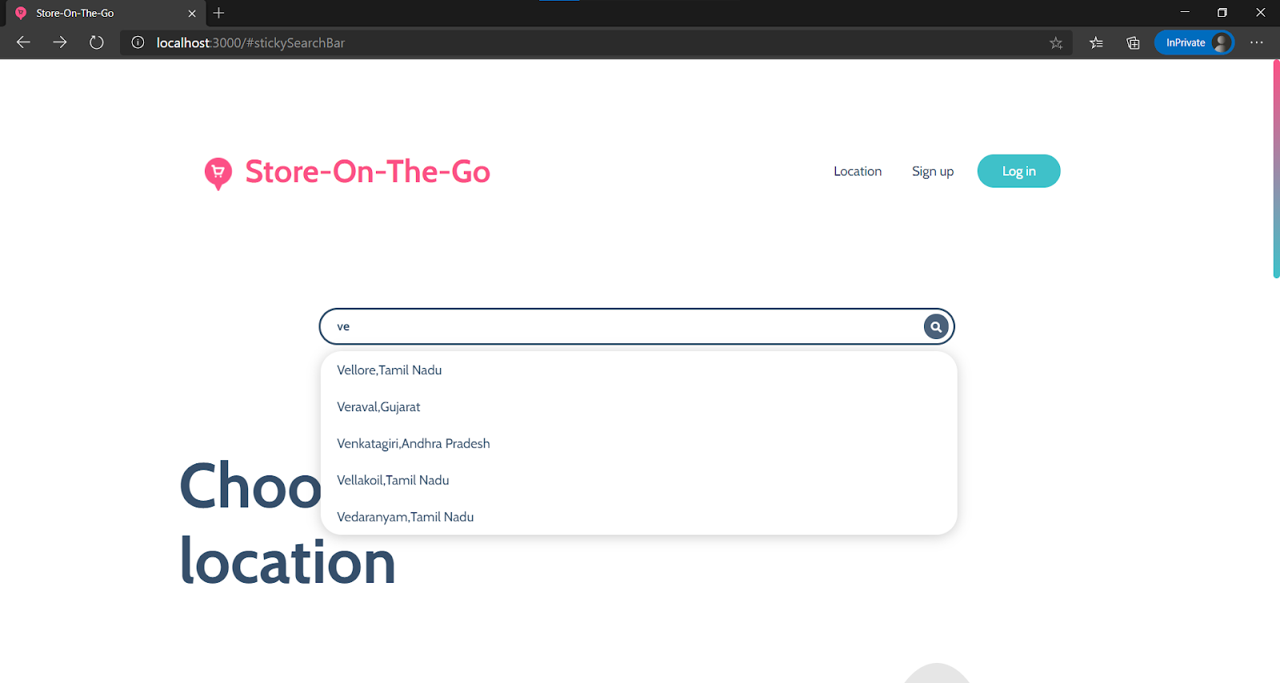 Store-On-The-Go
localhost:3000/#stickySearchBar
InPrivate
Store-On-The-Go
Location
Sign up
Log in
ve
Vellore,Tamil Nadu
Veraval,Gujarat
Venkatagiri,Andhra Pradesh
Vellakoil,Tamil Nadu
Vedaranyam,Tamil Nadu
Choo
location